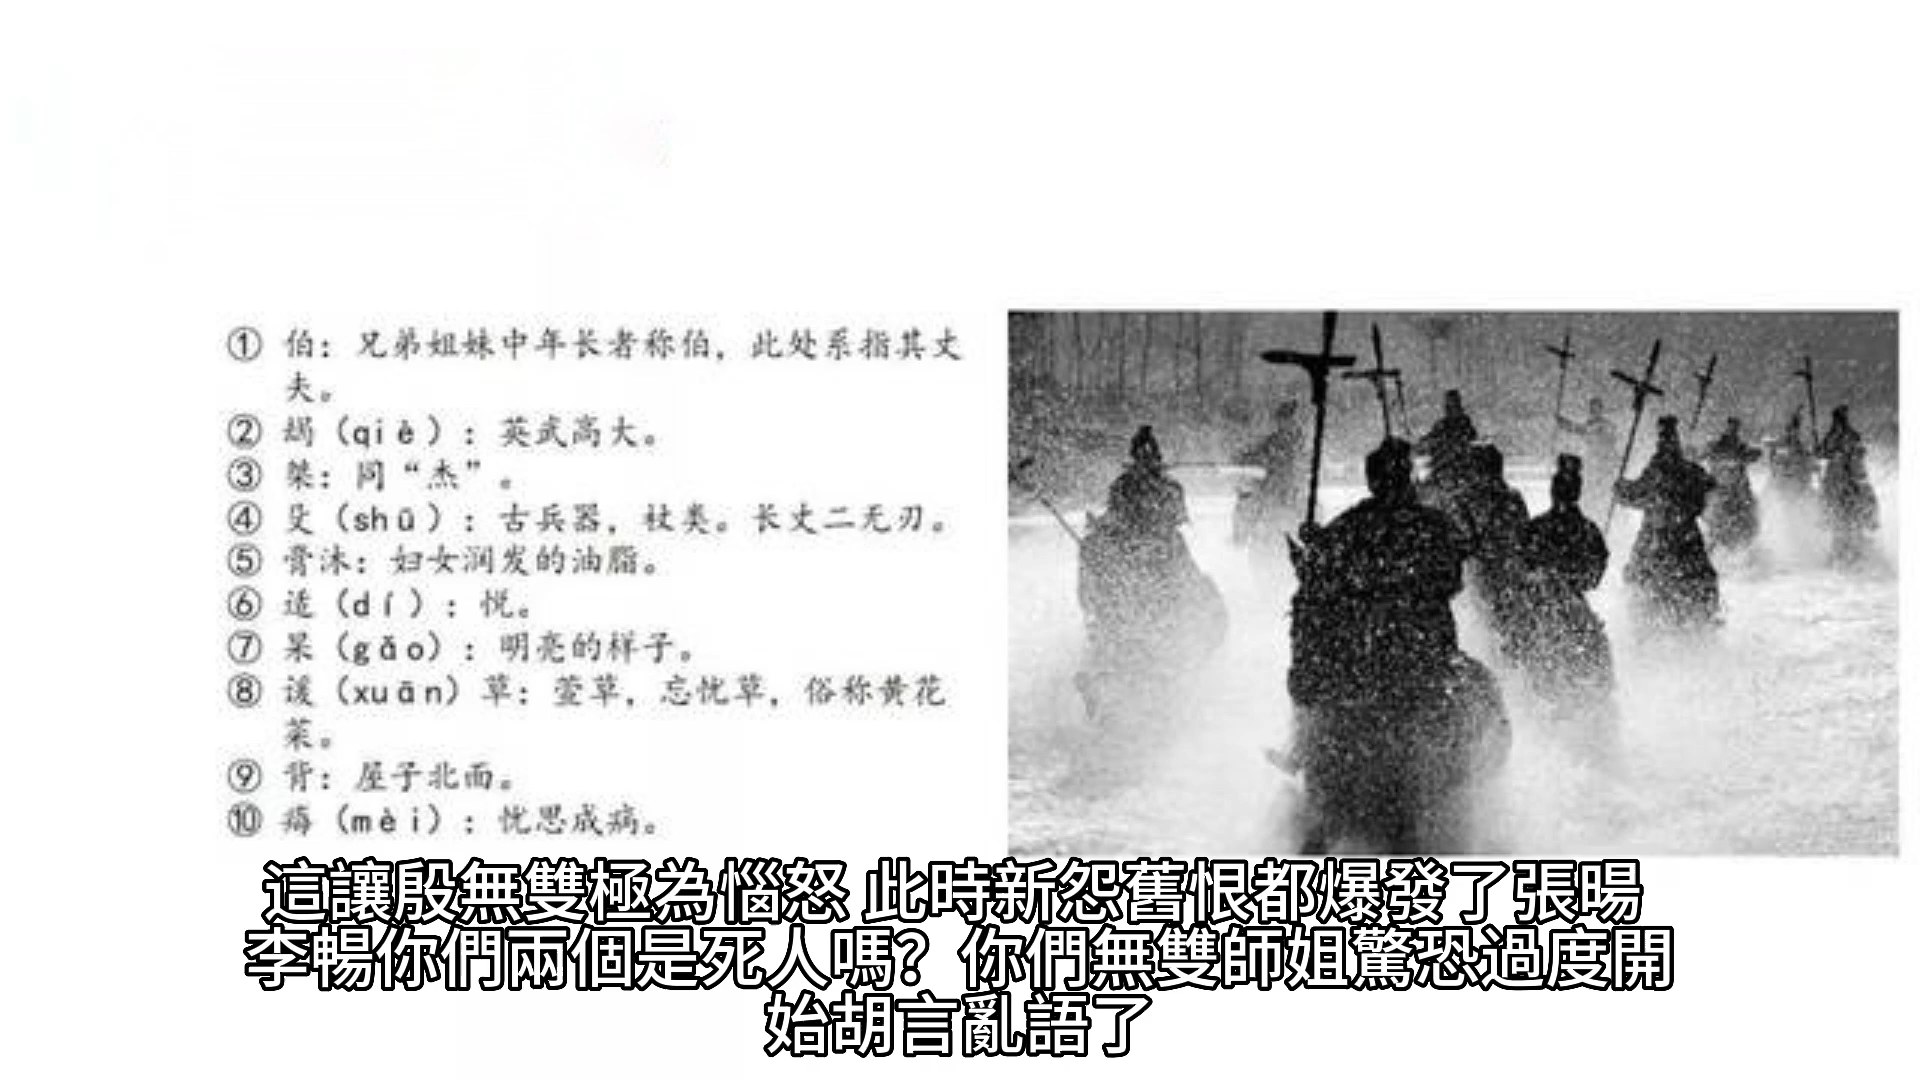 ① 伯：兄弟姐妹中年长者称伯，此处系指其丈
夫。
② 朅（qiè）：英武高大。
③ 桀：同“杰”。
④ 殳（shū）：古兵器，杖类。长丈二无刃。
⑤ 膏沐：妇女润发的油脂。
⑥ 适（dí）：悦。
⑦ 杲（gǎo）：明亮的样子。
⑧ 谖（xuān）草：萱草，忘忧草，俗称黄花
菜。
⑨ 背：屋子北面。
⑩ 痗（mèi）：忧思成病。
這讓殷無雙極為惱怒 此時新怨舊恨都爆發了張暘
李暢你們兩個是死人嗎？你們無雙師姐驚恐過度開
始胡言亂語了